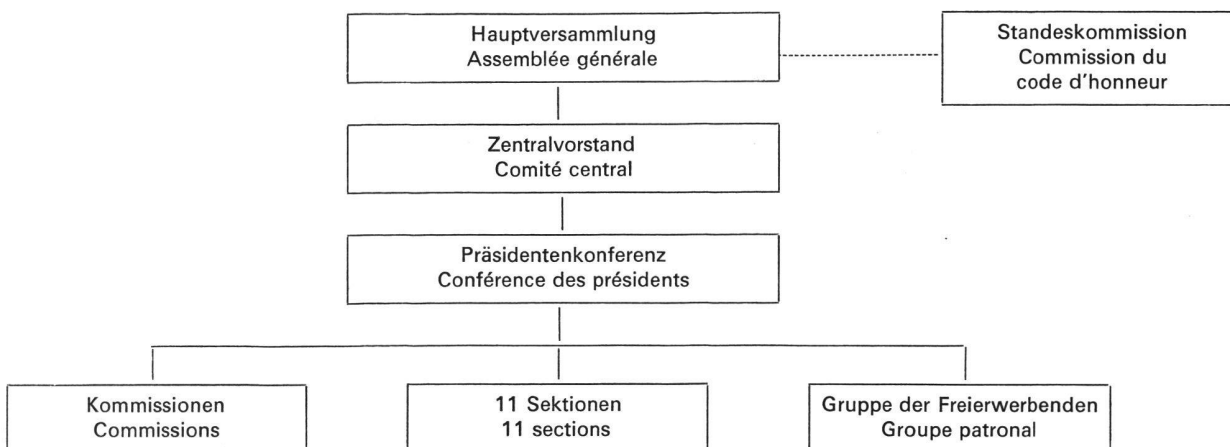 Hauptversammlung
Assemblée générale
Standeskommission
Commission du
code d'honneur
Zentralvorstand
Comité central
Präsidentenkonferenz
Conférence des présidents
Kommissionen
Commissions
11 Sektionen
11 sections
Gruppe der Freierwerbenden
Groupe patronal